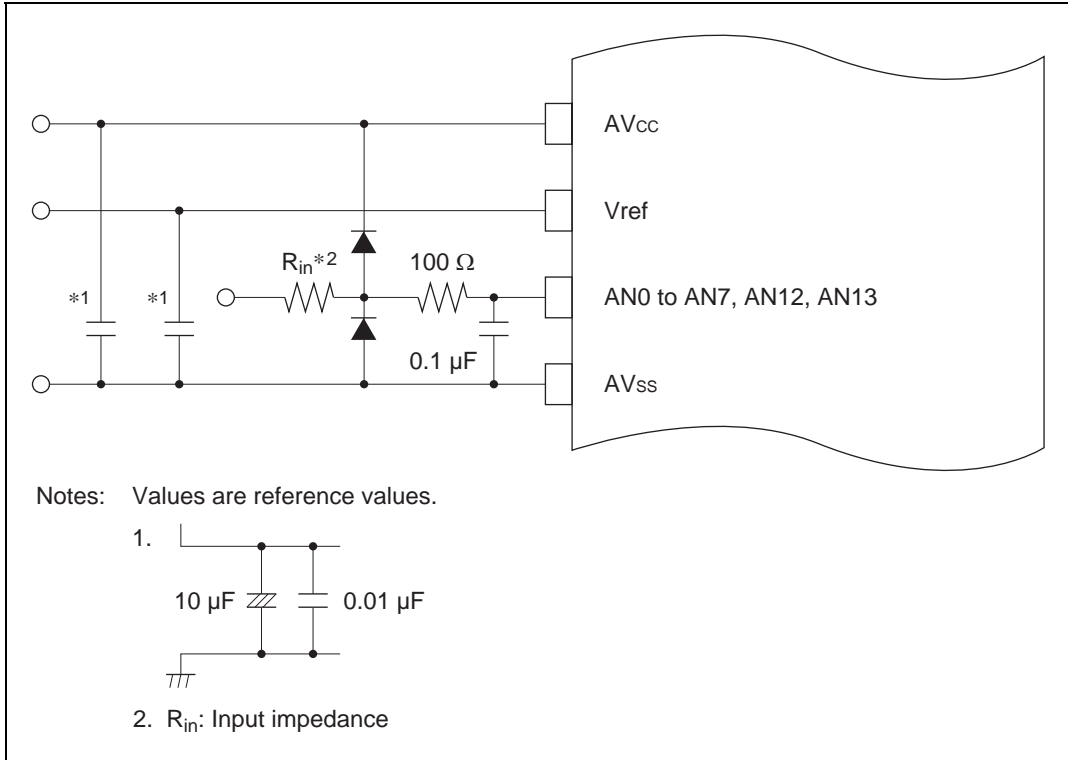 AVcc
Vref
Rin*2
100 Ω
*1
*1
AN0 to AN7, AN12, AN13
0.1 µF
AVss
Notes: Values are reference values.
1.
10 µF
0.01 µF
2. Rin: Input impedance